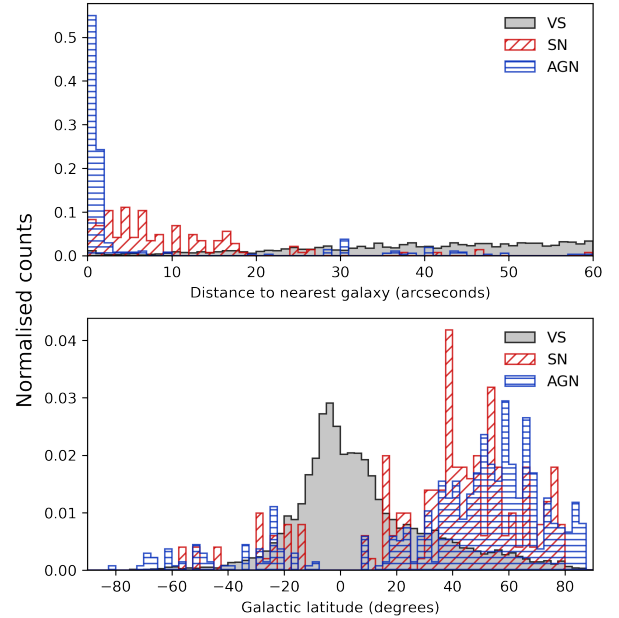 Normalised counts
0.5
0.4
0.3
0.2
0.1
0.0
VS
SN
AGN
0 10 20 30 40 50 60
Distance to nearest galaxy (arcseconds)
0.04
0.03
0.02
0.01
0.00
VS
SN
AGN
−80 −60 −40 −20 0 20 40 60 80
Galactic latitude (degrees)